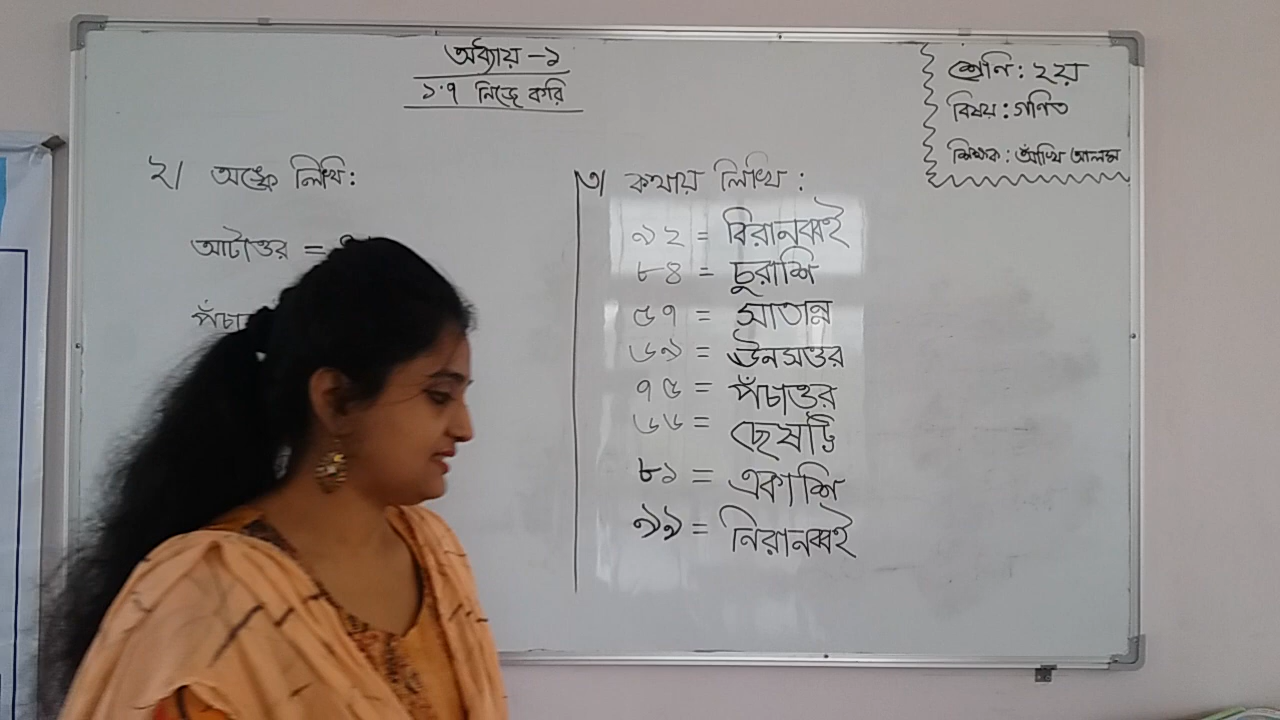 অধ্যায় -১
১.৭ নিজে করি
শ্রেণি: ২য়
বিষয়: গণিত
শিক্ষক: আঁখি আলম
২। অঙ্কে লিখি:
আটাত্তর =
৩। কথায় লিখি :
৯২ = বিরানব্বই
৮৪ = চুরাশি
৫৭ = সাতান্ন
৬৯ = ঊনসত্তর
৭৫ = পঁচাত্তর
৬৬ = ছেষট্টি
৮১ = একাশি
৯৯ = নিরানব্বই